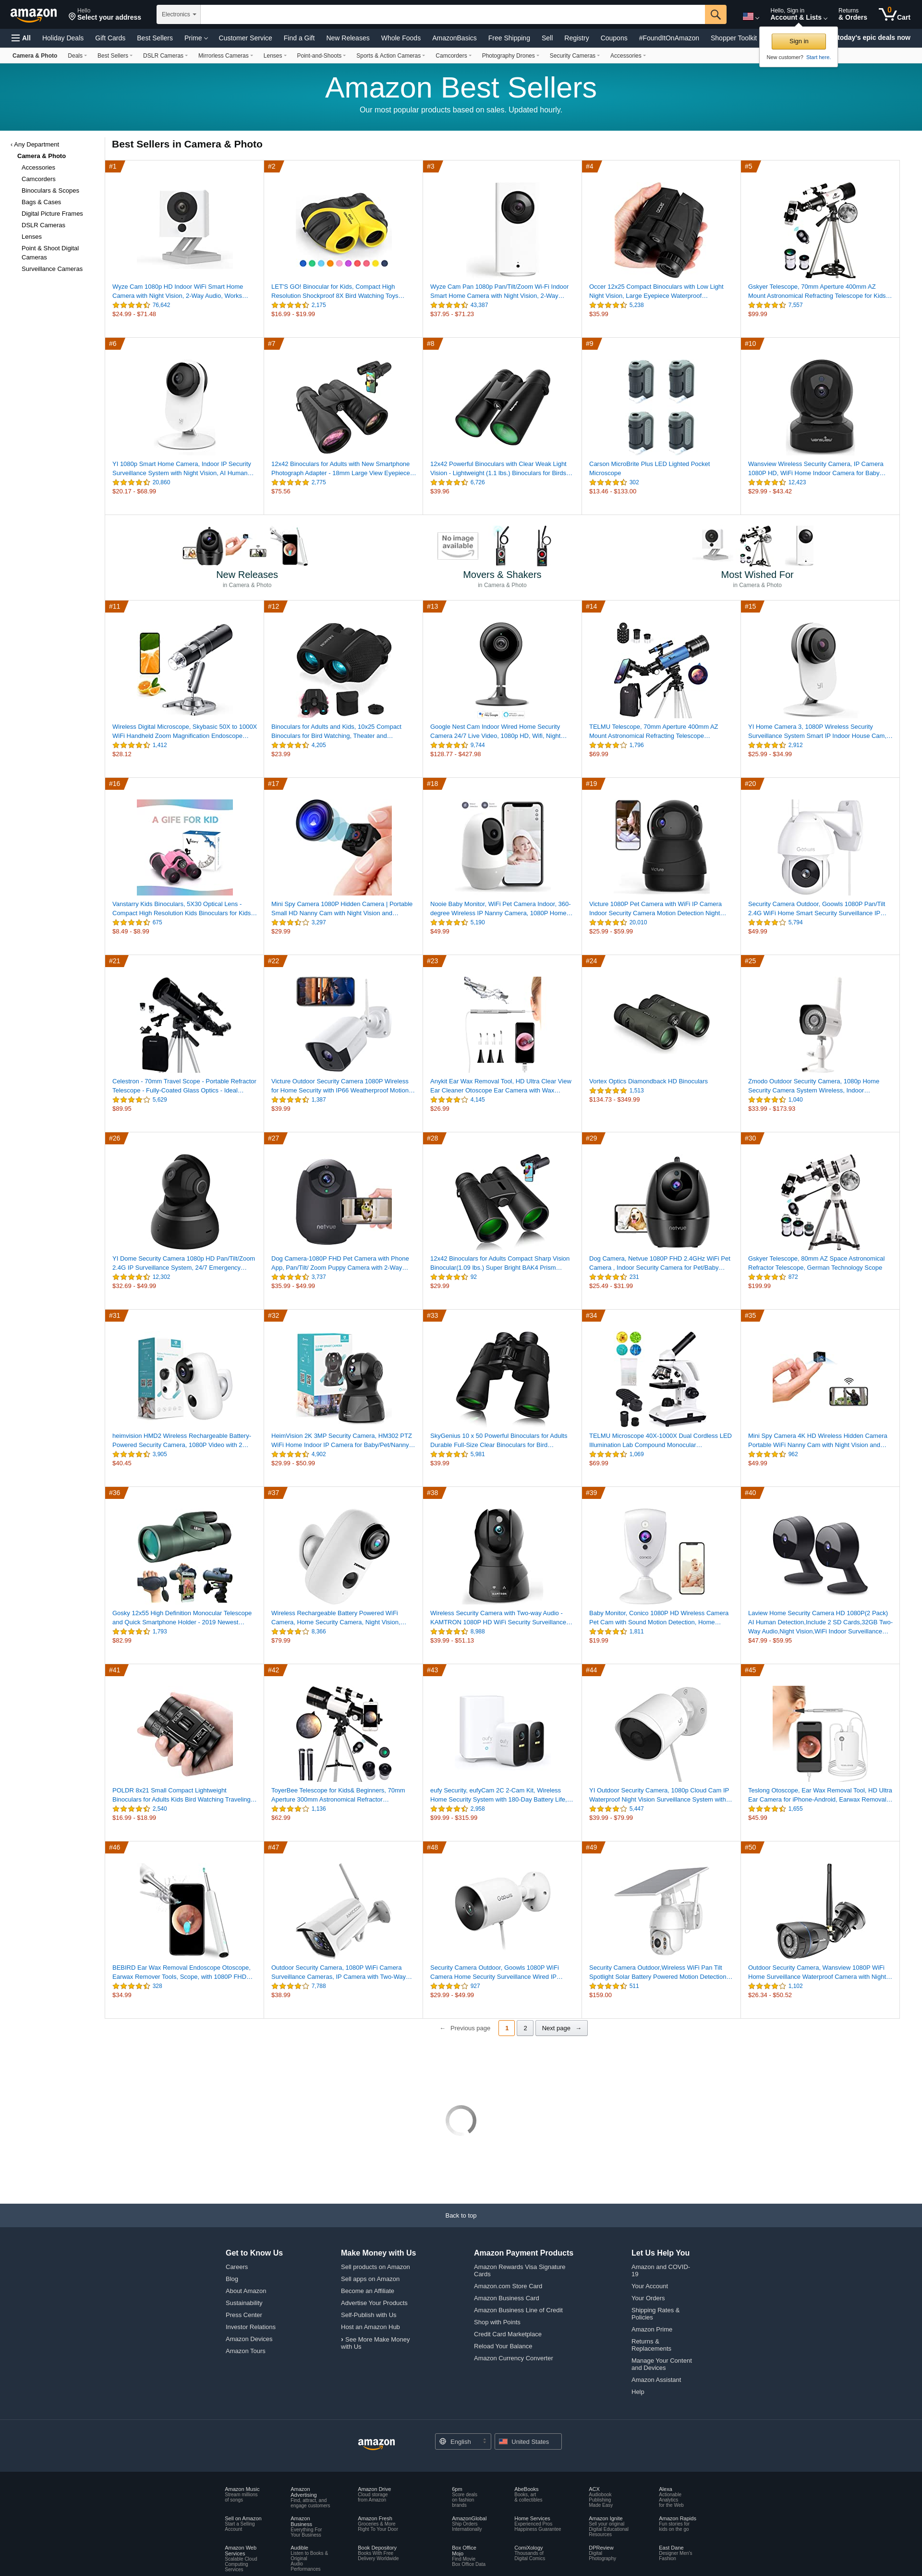 amazon
Hello
Select your address
Electronics
Hello, Sign in
Account & Lists
Returns
& Orders
0
Cart
All
Holiday Deals
Gift Cards
Best Sellers
Prime
Customer Service
Find a Gift
New Releases
Whole Foods
AmazonBasics
Free Shipping
Sell
Registry
Coupons
#FoundItOnAmazon
Shopper Toolkit
today's epic deals now
Sign in
New customer? Start here.
Camera & Photo
Deals
Best Sellers
DSLR Cameras
Mirrorless Cameras
Lenses
Point-and-Shoots
Sports & Action Cameras
Camcorders
Photography Drones
Security Cameras
Accessories
Amazon Best Sellers
Our most popular products based on sales. Updated hourly.
‹ Any Department
Camera & Photo
Accessories
Camcorders
Binoculars & Scopes
Bags & Cases
Digital Picture Frames
DSLR Cameras
Lenses
Point & Shoot Digital
Cameras
Surveillance Cameras
Best Sellers in Camera & Photo
#1
Wyze Cam 1080p HD Indoor WiFi Smart Home
Camera with Night Vision, 2-Way Audio, Works…
76,642
$24.99 - $71.48
#2
LET'S GO! Binocular for Kids, Compact High
Resolution Shockproof 8X Bird Watching Toys…
2,175
$16.99 - $19.99
#3
Wyze Cam Pan 1080p Pan/Tilt/Zoom Wi-Fi Indoor
Smart Home Camera with Night Vision, 2-Way…
43,387
$37.95 - $71.23
#4
Occer 12x25 Compact Binoculars with Low Light
Night Vision, Large Eyepiece Waterproof…
5,238
$35.99
#5
Gskyer Telescope, 70mm Aperture 400mm AZ
Mount Astronomical Refracting Telescope for Kids…
7,557
$99.99
#6
YI 1080p Smart Home Camera, Indoor IP Security
Surveillance System with Night Vision, AI Human…
20,860
$20.17 - $68.99
#7
12x42 Binoculars for Adults with New Smartphone
Photograph Adapter - 18mm Large View Eyepiece…
2,775
$75.56
#8
12x42 Powerful Binoculars with Clear Weak Light
Vision - Lightweight (1.1 lbs.) Binoculars for Birds…
6,726
$39.96
#9
Carson MicroBrite Plus LED Lighted Pocket
Microscope
302
$13.46 - $133.00
#10
Wansview Wireless Security Camera, IP Camera
1080P HD, WiFi Home Indoor Camera for Baby…
12,423
$29.99 - $43.42
New Releases
in Camera & Photo
No image
available
Movers & Shakers
in Camera & Photo
Most Wished For
in Camera & Photo
#11
Wireless Digital Microscope, Skybasic 50X to 1000X
WiFi Handheld Zoom Magnification Endoscope…
1,412
$28.12
#12
Binoculars for Adults and Kids, 10x25 Compact
Binoculars for Bird Watching, Theater and…
4,205
$23.99
#13
Google Nest Cam Indoor Wired Home Security
Camera 24/7 Live Video, 1080p HD, Wifi, Night…
9,744
$128.77 - $427.98
#14
TELMU Telescope, 70mm Aperture 400mm AZ
Mount Astronomical Refracting Telescope…
1,796
$69.99
#15
YI Home Camera 3, 1080P Wireless Security
Surveillance System Smart IP Indoor House Cam,…
2,912
$25.99 - $34.99
#16
A GIFE FOR KID
Vanstarry Kids Binoculars, 5X30 Optical Lens -
Compact High Resolution Kids Binoculars for Kids…
675
$8.49 - $8.99
#17
Mini Spy Camera 1080P Hidden Camera | Portable
Small HD Nanny Cam with Night Vision and…
3,297
$29.99
#18
Nooie Baby Monitor, WiFi Pet Camera Indoor, 360-
degree Wireless IP Nanny Camera, 1080P Home…
5,190
$49.99
#19
Victure 1080P Pet Camera with WiFi IP Camera
Indoor Security Camera Motion Detection Night…
20,010
$25.99 - $59.99
#20
Security Camera Outdoor, Goowls 1080P Pan/Tilt
2.4G WiFi Home Smart Security Surveillance IP…
5,794
$49.99
#21
Celestron - 70mm Travel Scope - Portable Refractor
Telescope - Fully-Coated Glass Optics - Ideal…
5,629
$89.95
#22
Victure Outdoor Security Camera 1080P Wireless
for Home Security with IP66 Weatherproof Motion…
1,387
$39.99
#23
Anykit Ear Wax Removal Tool, HD Ultra Clear View
Ear Cleaner Otoscope Ear Camera with Wax…
4,145
$26.99
#24
Vortex Optics Diamondback HD Binoculars
1,513
$134.73 - $349.99
#25
Zmodo Outdoor Security Camera, 1080p Home
Security Camera System Wireless, Indoor…
1,040
$33.99 - $173.93
#26
YI Dome Security Camera 1080p HD Pan/Tilt/Zoom
2.4G IP Surveillance System, 24/7 Emergency…
12,302
$32.69 - $49.99
#27
netvue
Dog Camera-1080P FHD Pet Camera with Phone
App, Pan/Tilt/ Zoom Puppy Camera with 2-Way…
3,737
$35.99 - $49.99
#28
12x42 Binoculars for Adults Compact Sharp Vision
Binocular(1.09 lbs.) Super Bright BAK4 Prism…
92
$29.99
#29
netvue
Dog Camera, Netvue 1080P FHD 2.4GHz WiFi Pet
Camera , Indoor Security Camera for Pet/Baby…
231
$25.49 - $31.99
#30
Gskyer Telescope, 80mm AZ Space Astronomical
Refractor Telescope, German Technology Scope
872
$199.99
#31
heimvision HMD2 Wireless Rechargeable Battery-
Powered Security Camera, 1080P Video with 2…
3,905
$40.45
#32
HeimVision 2K 3MP Security Camera, HM302 PTZ
WiFi Home Indoor IP Camera for Baby/Pet/Nanny…
4,902
$29.99 - $50.99
#33
SkyGenius 10 x 50 Powerful Binoculars for Adults
Durable Full-Size Clear Binoculars for Bird…
5,981
$39.99
#34
TELMU Microscope 40X-1000X Dual Cordless LED
Illumination Lab Compound Monocular…
1,069
$69.99
#35
Mini Spy Camera 4K HD Wireless Hidden Camera
Portable WiFi Nanny Cam with Night Vision and…
962
$49.99
#36
Gosky 12x55 High Definition Monocular Telescope
and Quick Smartphone Holder - 2019 Newest…
1,793
$82.99
#37
Wireless Rechargeable Battery Powered WiFi
Camera, Home Security Camera, Night Vision,…
8,366
$79.99
#38
Wireless Security Camera with Two-way Audio -
KAMTRON 1080P HD WiFi Security Surveillance…
8,988
$39.99 - $51.13
#39
Baby Monitor, Conico 1080P HD Wireless Camera
Pet Cam with Sound Motion Detection, Home…
1,811
$19.99
#40
Laview Home Security Camera HD 1080P(2 Pack)
AI Human Detection,Include 2 SD Cards,32GB Two-
Way Audio,Night Vision,WiFi Indoor Surveillance…
$47.99 - $59.95
#41
POLDR 8x21 Small Compact Lightweight
Binoculars for Adults Kids Bird Watching Traveling…
2,540
$16.99 - $18.99
#42
ToyerBee Telescope for Kids& Beginners, 70mm
Aperture 300mm Astronomical Refractor…
1,136
$62.99
#43
eufy Security, eufyCam 2C 2-Cam Kit, Wireless
Home Security System with 180-Day Battery Life,…
2,958
$99.99 - $315.99
#44
YI Outdoor Security Camera, 1080p Cloud Cam IP
Waterproof Night Vision Surveillance System with…
5,447
$39.99 - $79.99
#45
Teslong Otoscope, Ear Wax Removal Tool, HD Ultra
Ear Camera for iPhone-Android, Earwax Removal…
1,655
$45.99
#46
BEBIRD Ear Wax Removal Endoscope Otoscope,
Earwax Remover Tools, Scope, with 1080P FHD…
328
$34.99
#47
Outdoor Security Camera, 1080P WiFi Camera
Surveillance Cameras, IP Camera with Two-Way…
7,788
$38.99
#48
Security Camera Outdoor, Goowls 1080P WiFi
Camera Home Security Surveillance Wired IP…
927
$29.99 - $49.99
#49
Security Camera Outdoor,Wireless WiFi Pan Tilt
Spotlight Solar Battery Powered Motion Detection…
511
$159.00
#50
Outdoor Security Camera, Wansview 1080P WiFi
Home Surveillance Waterproof Camera with Night…
1,102
$26.34 - $50.52
← Previous page
1
2
Next page →
Back to top
Get to Know Us
Careers
Blog
About Amazon
Sustainability
Press Center
Investor Relations
Amazon Devices
Amazon Tours
Make Money with Us
Sell products on Amazon
Sell apps on Amazon
Become an Affiliate
Advertise Your Products
Self-Publish with Us
Host an Amazon Hub
› See More Make Money
with Us
Amazon Payment Products
Amazon Rewards Visa Signature
Cards
Amazon.com Store Card
Amazon Business Card
Amazon Business Line of Credit
Shop with Points
Credit Card Marketplace
Reload Your Balance
Amazon Currency Converter
Let Us Help You
Amazon and COVID-
19
Your Account
Your Orders
Shipping Rates &
Policies
Amazon Prime
Returns &
Replacements
Manage Your Content
and Devices
Amazon Assistant
Help
amazon
English
United States
Amazon Music
Stream millions
of songs
Amazon
Advertising
Find, attract, and
engage customers
Amazon Drive
Cloud storage
from Amazon
6pm
Score deals
on fashion
brands
AbeBooks
Books, art
& collectibles
ACX
Audiobook
Publishing
Made Easy
Alexa
Actionable
Analytics
for the Web
Sell on Amazon
Start a Selling
Account
Amazon
Business
Everything For
Your Business
Amazon Fresh
Groceries & More
Right To Your Door
AmazonGlobal
Ship Orders
Internationally
Home Services
Experienced Pros
Happiness Guarantee
Amazon Ignite
Sell your original
Digital Educational
Resources
Amazon Rapids
Fun stories for
kids on the go
Amazon Web
Services
Scalable Cloud
Computing
Services
Audible
Listen to Books &
Original
Audio
Performances
Book Depository
Books With Free
Delivery Worldwide
Box Office
Mojo
Find Movie
Box Office Data
ComiXology
Thousands of
Digital Comics
DPReview
Digital
Photography
East Dane
Designer Men's
Fashion